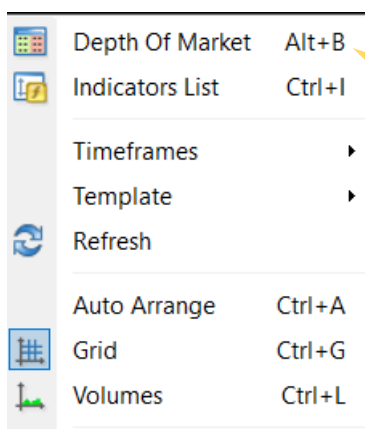 Depth Of Market Alt+B
Indicators List Ctrl+I
Timeframes
Template
Refresh
Auto Arrange Ctrl+A
Grid Ctrl+G
Volumes Ctrl+L